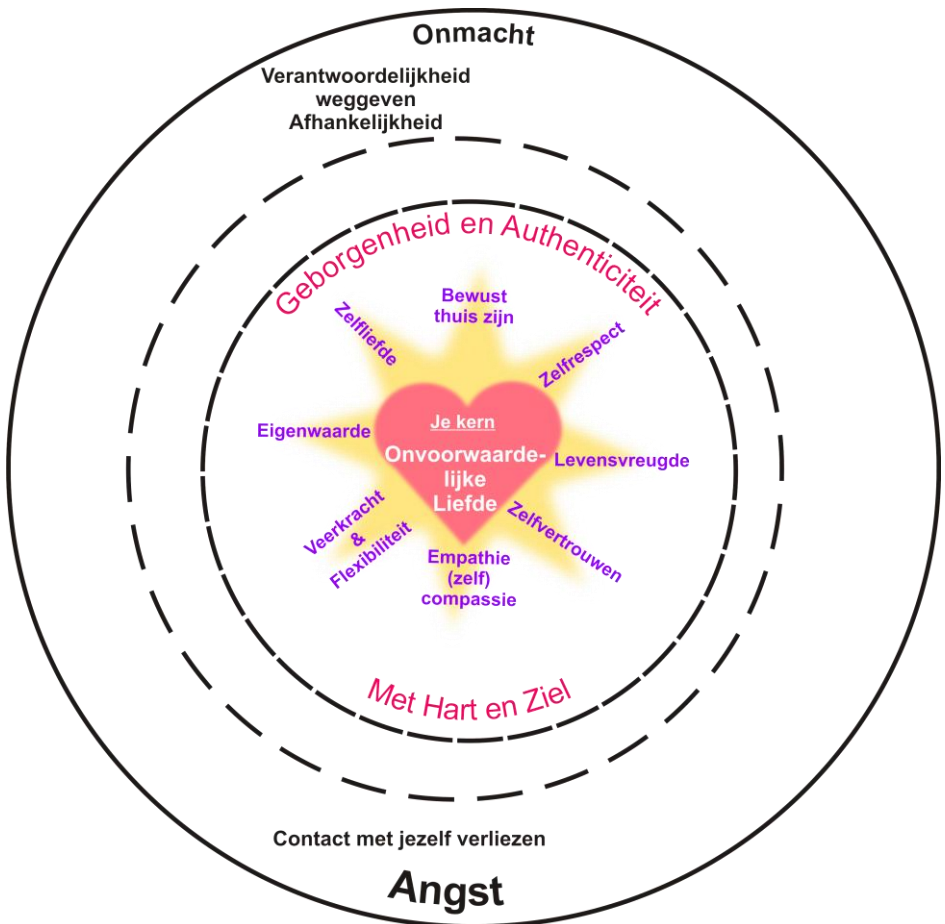 Onmacht
Verantwoordelijkheid
weggeven
Afhankelijkheid
Geborgenheid en Authenticiteit
Bewust
thuis zijn
Zelfliefde
Zelfrespect
Eigenwaarde
Je kern
Onvoorwaarde-
lijke
Liefde
Levensvreugde
Veerkracht
&
Flexibiliteit
Zelfvertrouwen
Empathie
(zelf)
compassie
Met Hart en Ziel
Contact met jezelf verliezen
Angst